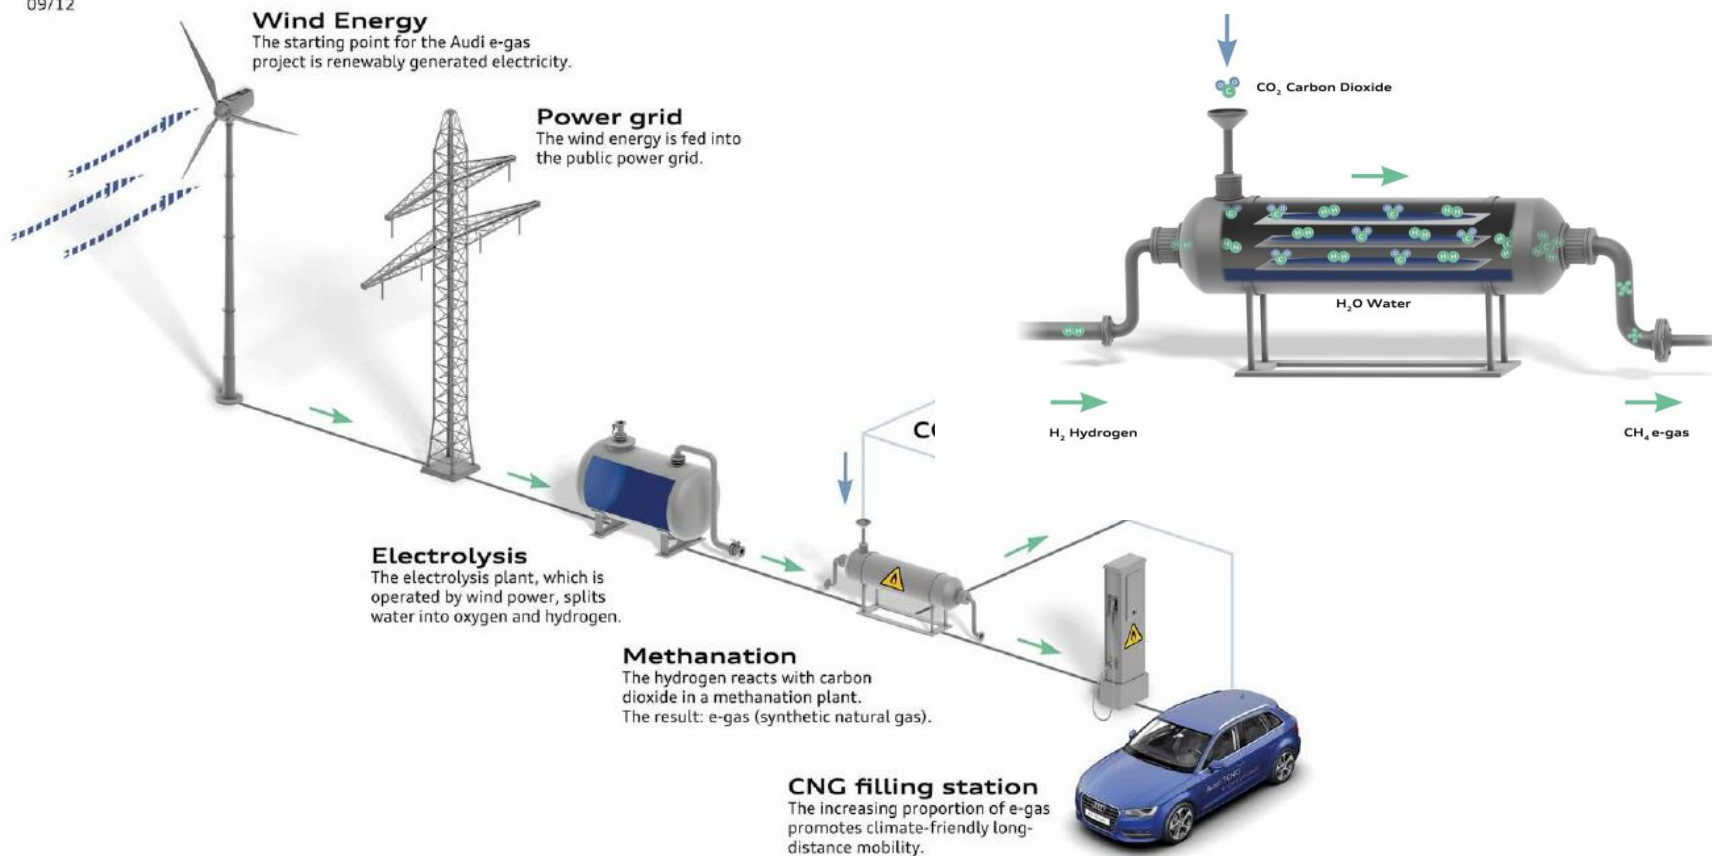 09/12
Wind Energy
The starting point for the Audi e-gas
project is renewably generated electricity.
Power grid
The wind energy is fed into
the public power grid.
Electrolysis
The electrolysis plant, which is
operated by wind power, splits
water into oxygen and hydrogen.
Methanation
The hydrogen reacts with carbon
dioxide in a methanation plant.
The result: e-gas (synthetic natural gas).
CNG filling station
The increasing proportion of e-gas
promotes climate-friendly long-
distance mobility.
Audi TCNG
CO₂ Carbon Dioxide
H₂O Water
H₂ Hydrogen
CH₄ e-gas